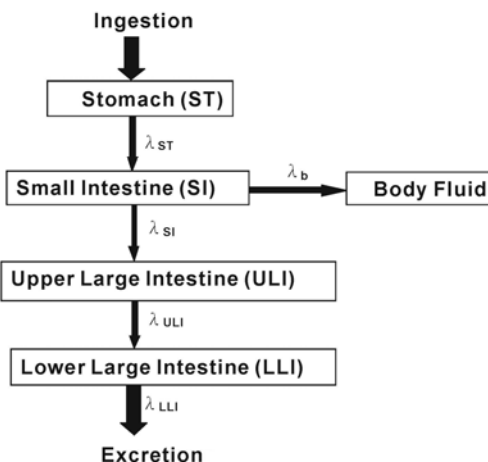 Ingestion
Stomach (ST)
λ ST
Small Intestine (SI)
λ b
Body Fluid
λ SI
Upper Large Intestine (ULI)
λ ULI
Lower Large Intestine (LLI)
λ LLI
Excretion